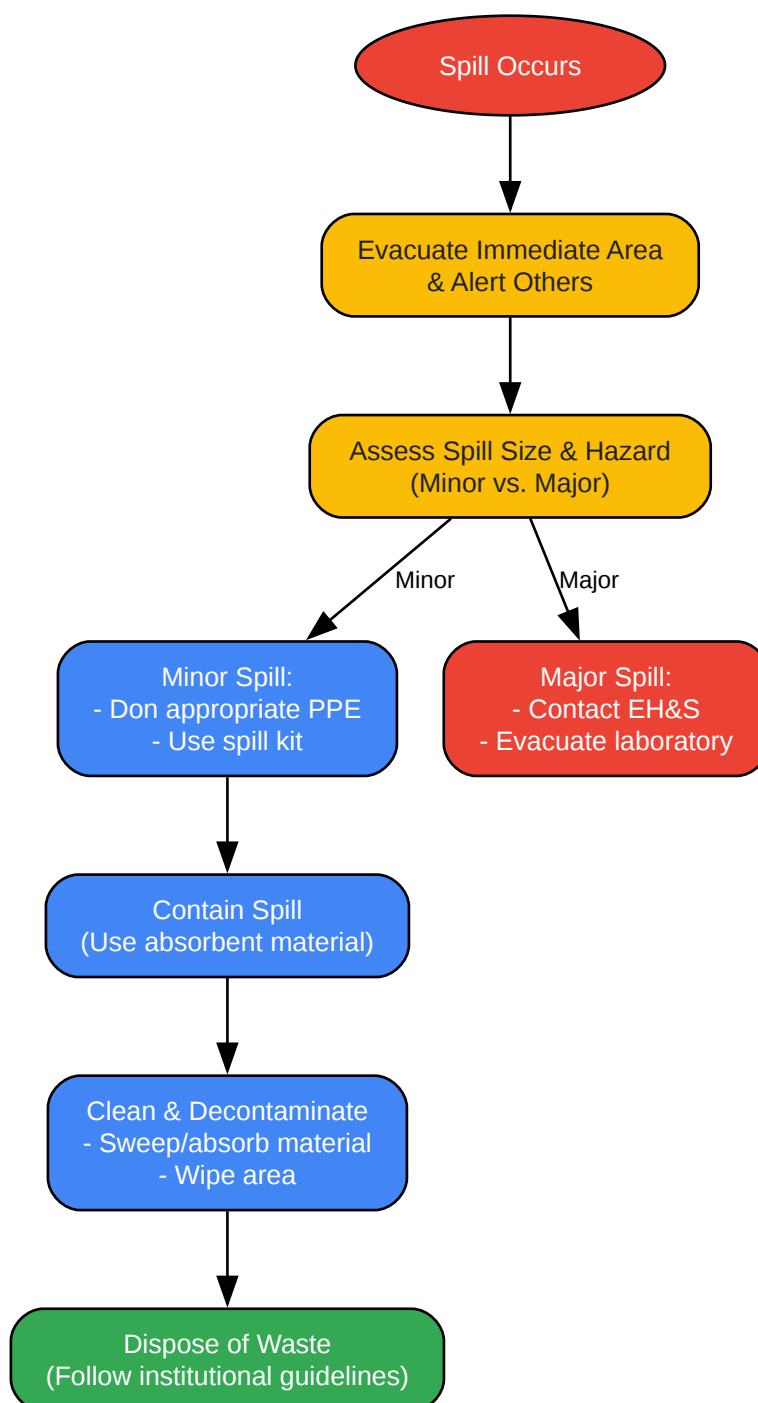 Spill Occurs
Evacuate Immediate Area
& Alert Others
Assess Spill Size & Hazard
(Minor vs. Major)
Minor
Major
Minor Spill:
- Don appropriate PPE
- Use spill kit
Major Spill:
- Contact EH&S
- Evacuate laboratory
Contain Spill
(Use absorbent material)
Clean & Decontaminate
- Sweep/absorb material
- Wipe area
Dispose of Waste
(Follow institutional guidelines)